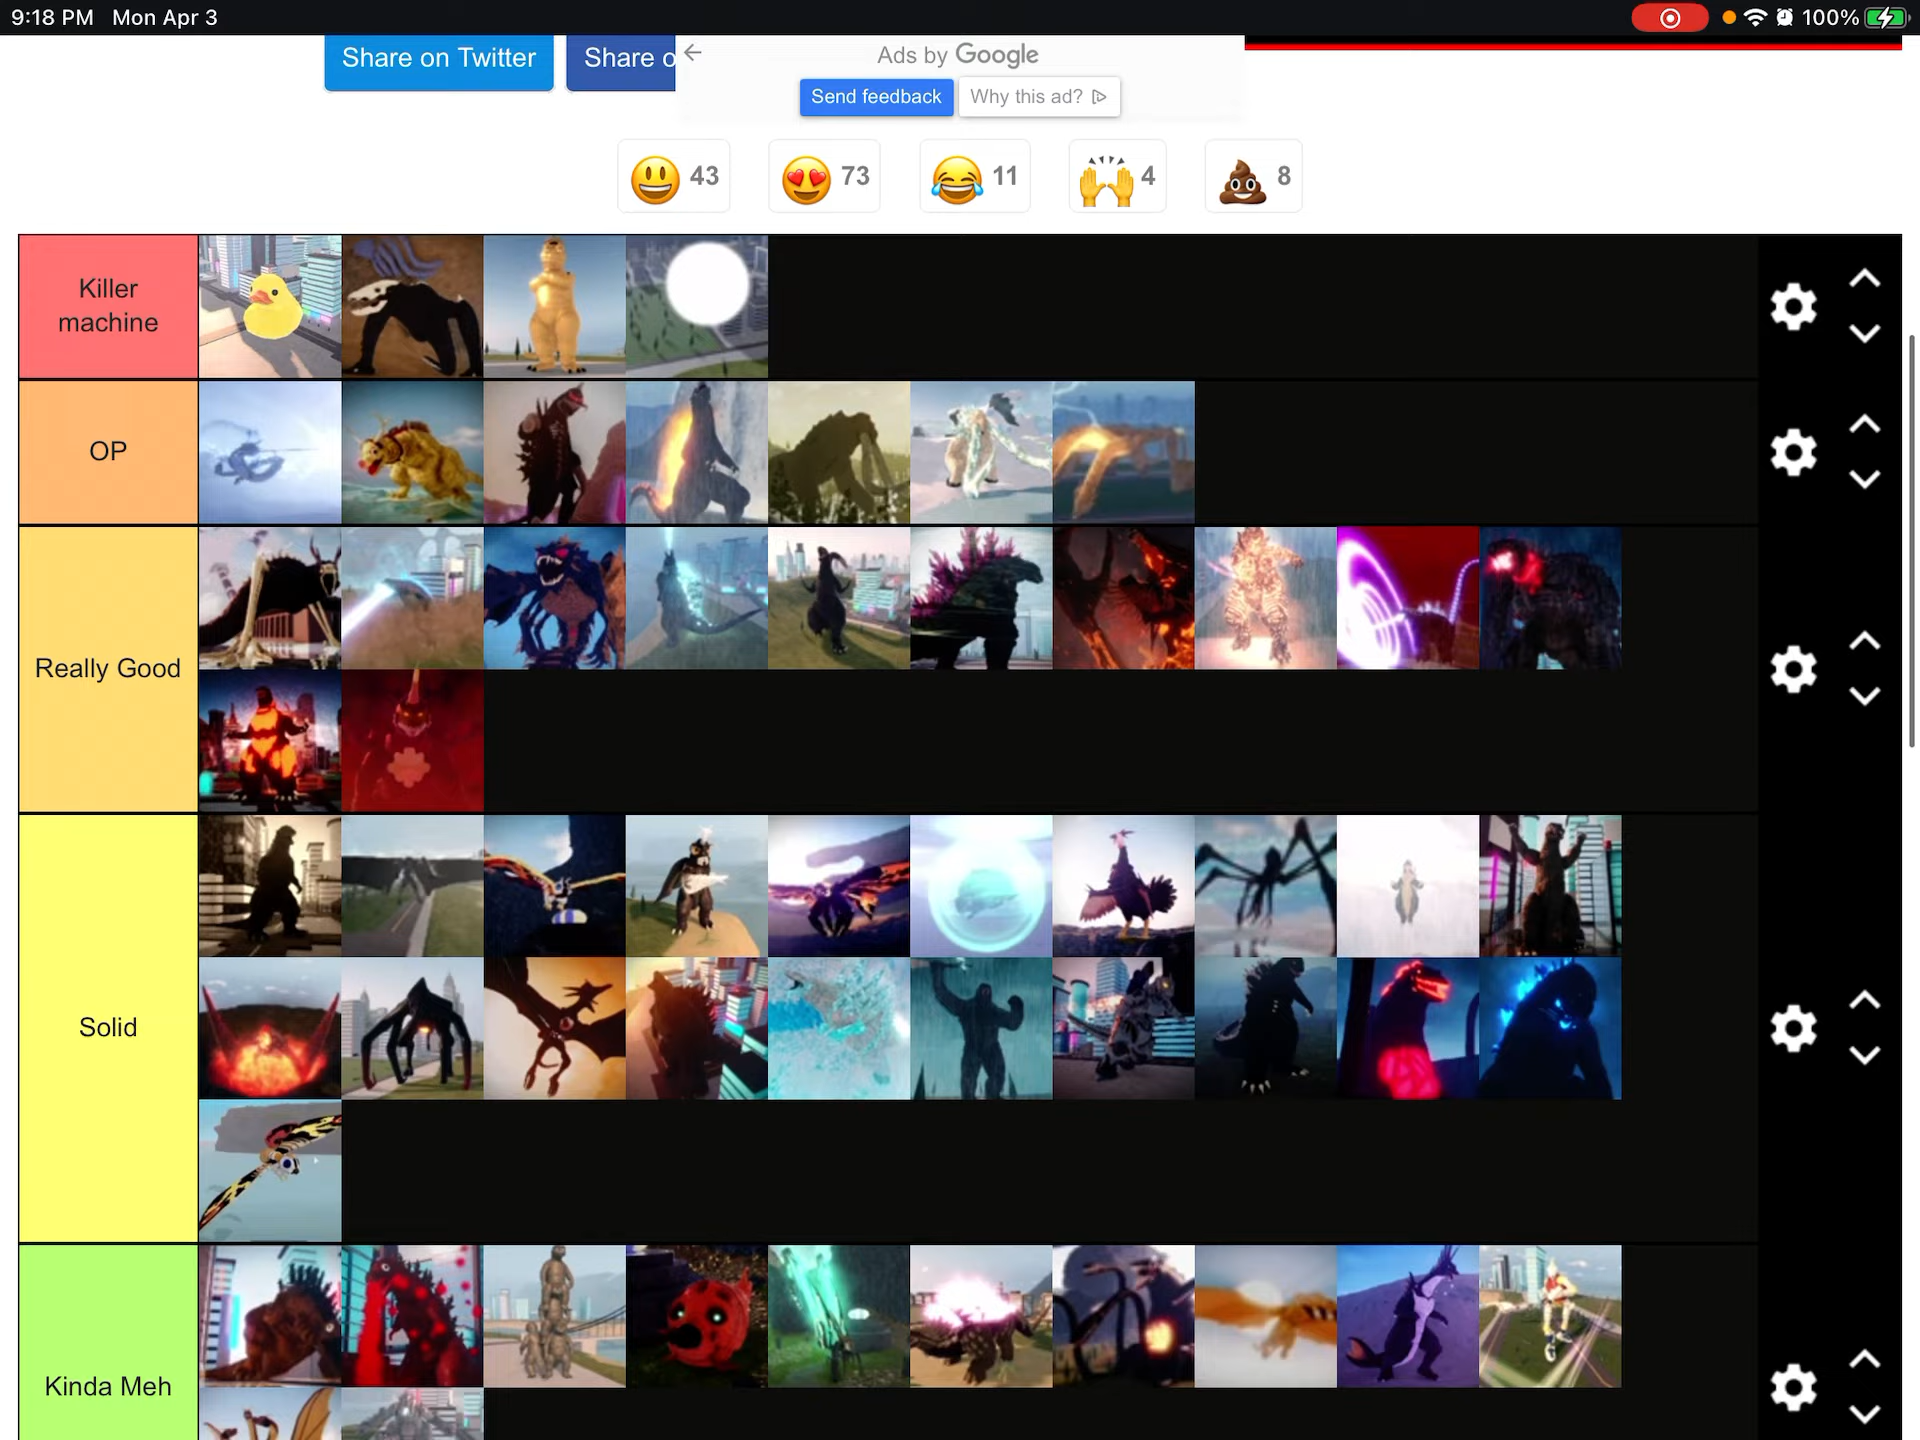 9:18 PM Mon Apr 3
100%
Share on Twitter
Share o
Ads by Google
Send feedback
Why this ad?
43
73
11
4
8
Killer
machine
OP
Really Good
Solid
Kinda Meh